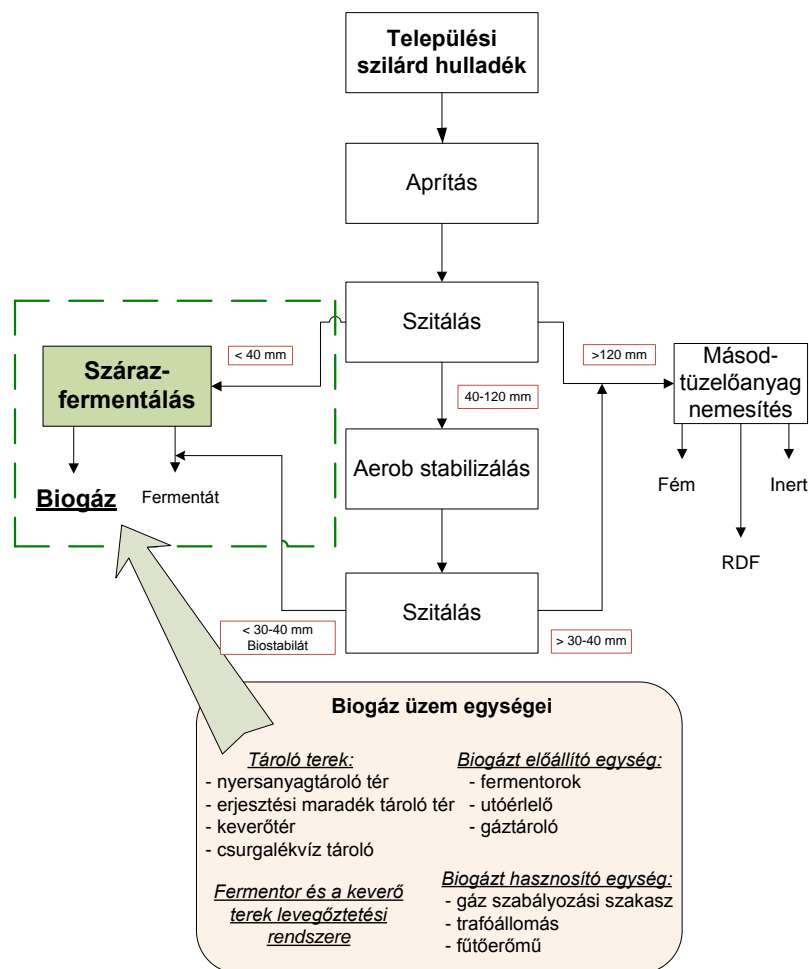 Települési
szilárd hulladék
Aprítás
Szitálás
< 40 mm
>120 mm
Száraz-
fermentálás
40-120 mm
Másod-
tüzelőanyag
nemesítés
Aerob stabilizálás
Biogáz
Fermentát
Fém
Inert
RDF
Szitálás
< 30-40 mm
Biostabilát
> 30-40 mm
Biogáz üzem egységei
Tároló terek:
- nyersanyagtároló tér
- erjesztési maradék tároló tér
- keverőtér
- csurgalékvíz tároló
Biogázt előállító egység:
- fermentorok
- utóérlelő
- gáztároló
Fermentor és a keverő
terek levegőztetési
rendszere
Biogázt hasznosító egység:
- gáz szabályozási szakasz
- trafóállomás
- fűtőerőmű